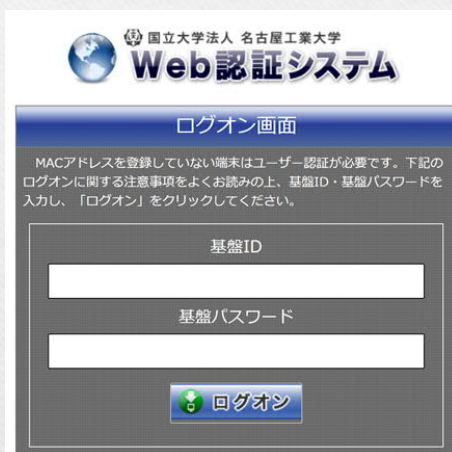 国立大学法人 名古屋工業大学
Web認証システム
ログオン画面
MACアドレスを登録していない端末はユーザー認証が必要です。下記の
ログオンに関する注意事項をよくお読みの上、基盤ID・基盤パスワードを
入力し、「ログオン」をクリックしてください。
基盤ID
基盤パスワード
ログオン